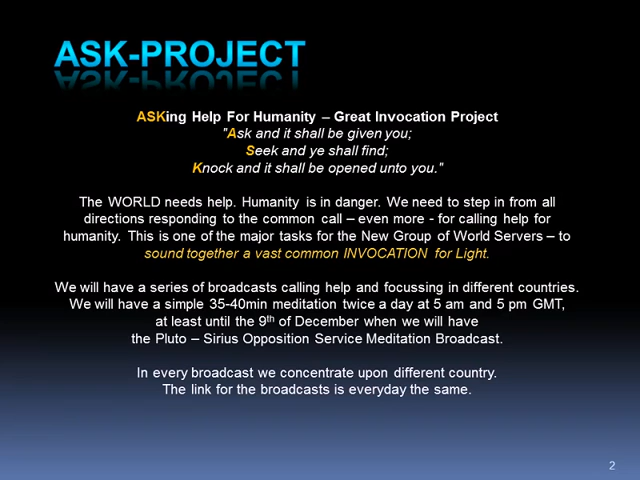 ASK-PROJECT
ASKing Help For Humanity – Great Invocation Project
"Ask and it shall be given you;
Seek and ye shall find;
Knock and it shall be opened unto you."
The WORLD needs help. Humanity is in danger. We need to step in from all
directions responding to the common call – even more - for calling help for
humanity. This is one of the major tasks for the New Group of World Servers – to
sound together a vast common INVOCATION for Light.
We will have a series of broadcasts calling help and focussing in different countries.
We will have a simple 35-40min meditation twice a day at 5 am and 5 pm GMT,
at least until the 9th of December when we will have
the Pluto – Sirius Opposition Service Meditation Broadcast.
In every broadcast we concentrate upon different country.
The link for the broadcasts is everyday the same.
2